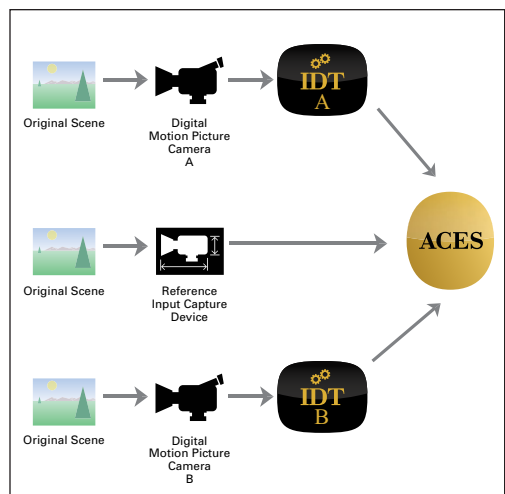 IDT
A
Original Scene
Digital
Motion Picture
Camera
A
ACES
Original Scene
Reference
Input Capture
Device
IDT
B
Original Scene
Digital
Motion Picture
Camera
B